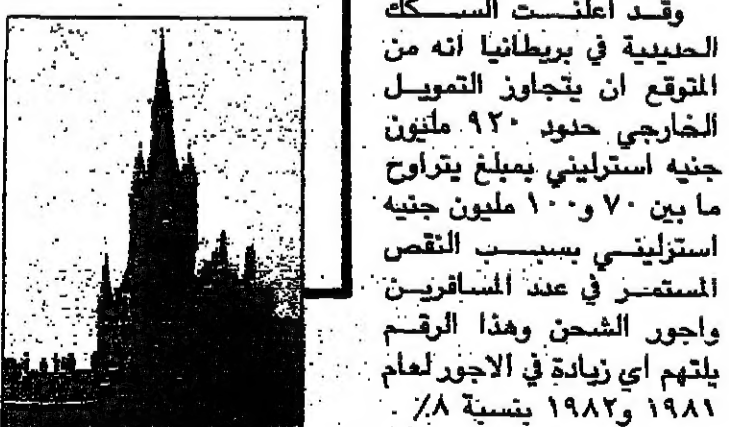 وقد أعلنت السكك
الحديدية في بريطانيا انه من
المتوقع ان يتجاوز التمويل
الخارجي حدود ٩٢٠ مليون
جنيه استرليني بمبلغ يتراوح
ما بين ٧٠ و١٠٠ مليون جنيه
استرليني بسبب النقص
المستمر في عدد المسافرين
واجور الشحن وهذا الرقم
يلتهم اي زيادة في الاجور لعام
١٩٨١ و١٩٨٢ بنسبة ٨٪ .